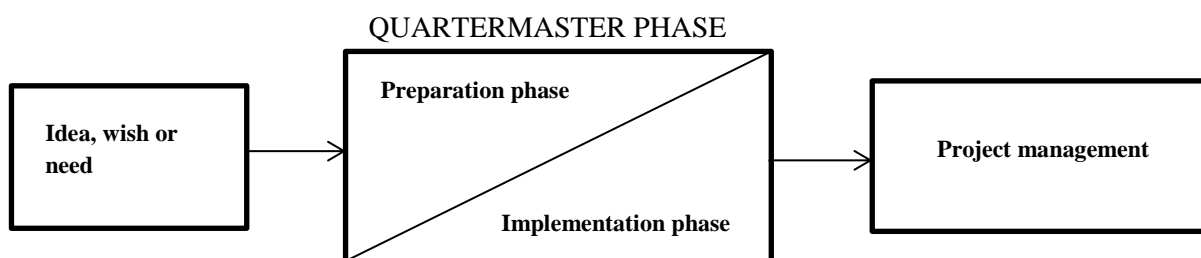 QUARTERMASTER PHASE
Idea, wish or
need
Preparation phase
Implementation phase
Project management